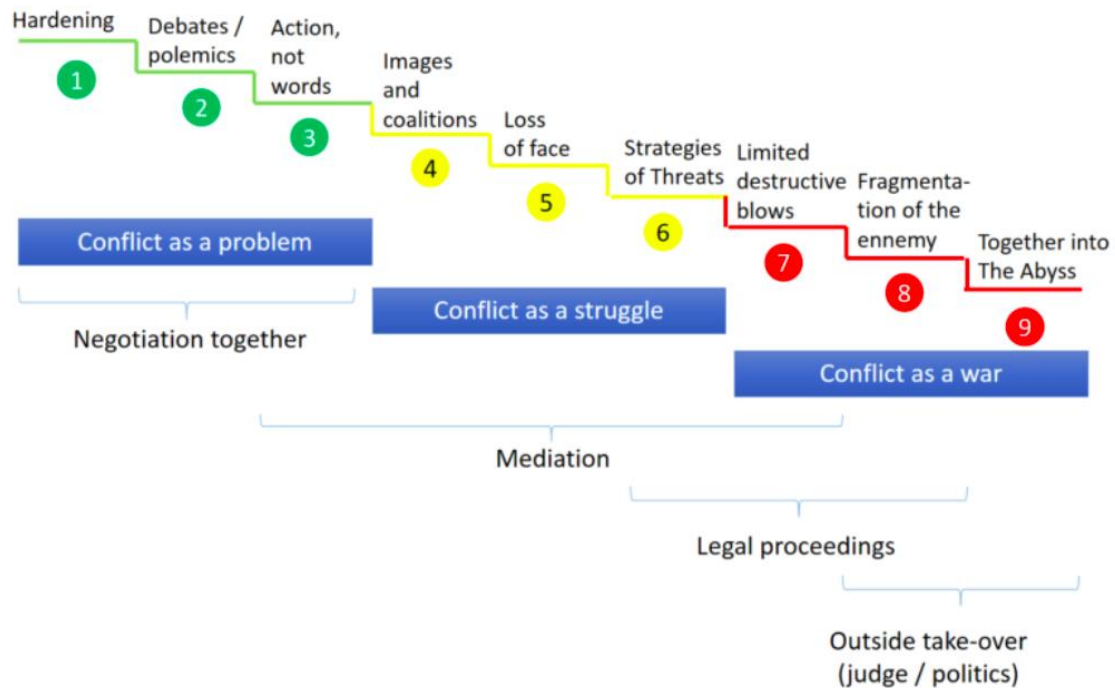 Hardening
1
Debates /
polemics
2
Action,
not
words
3
Images
and
coalitions
4
Loss
of face
5
Strategies
of Threats
6
Limited
destructive
blows
7
Fragmenta-
tion of the
ennemy
8
Together into
The Abyss
9
Conflict as a problem
Conflict as a struggle
Conflict as a war
Negotiation together
Mediation
Legal proceedings
Outside take-over
(judge / politics)